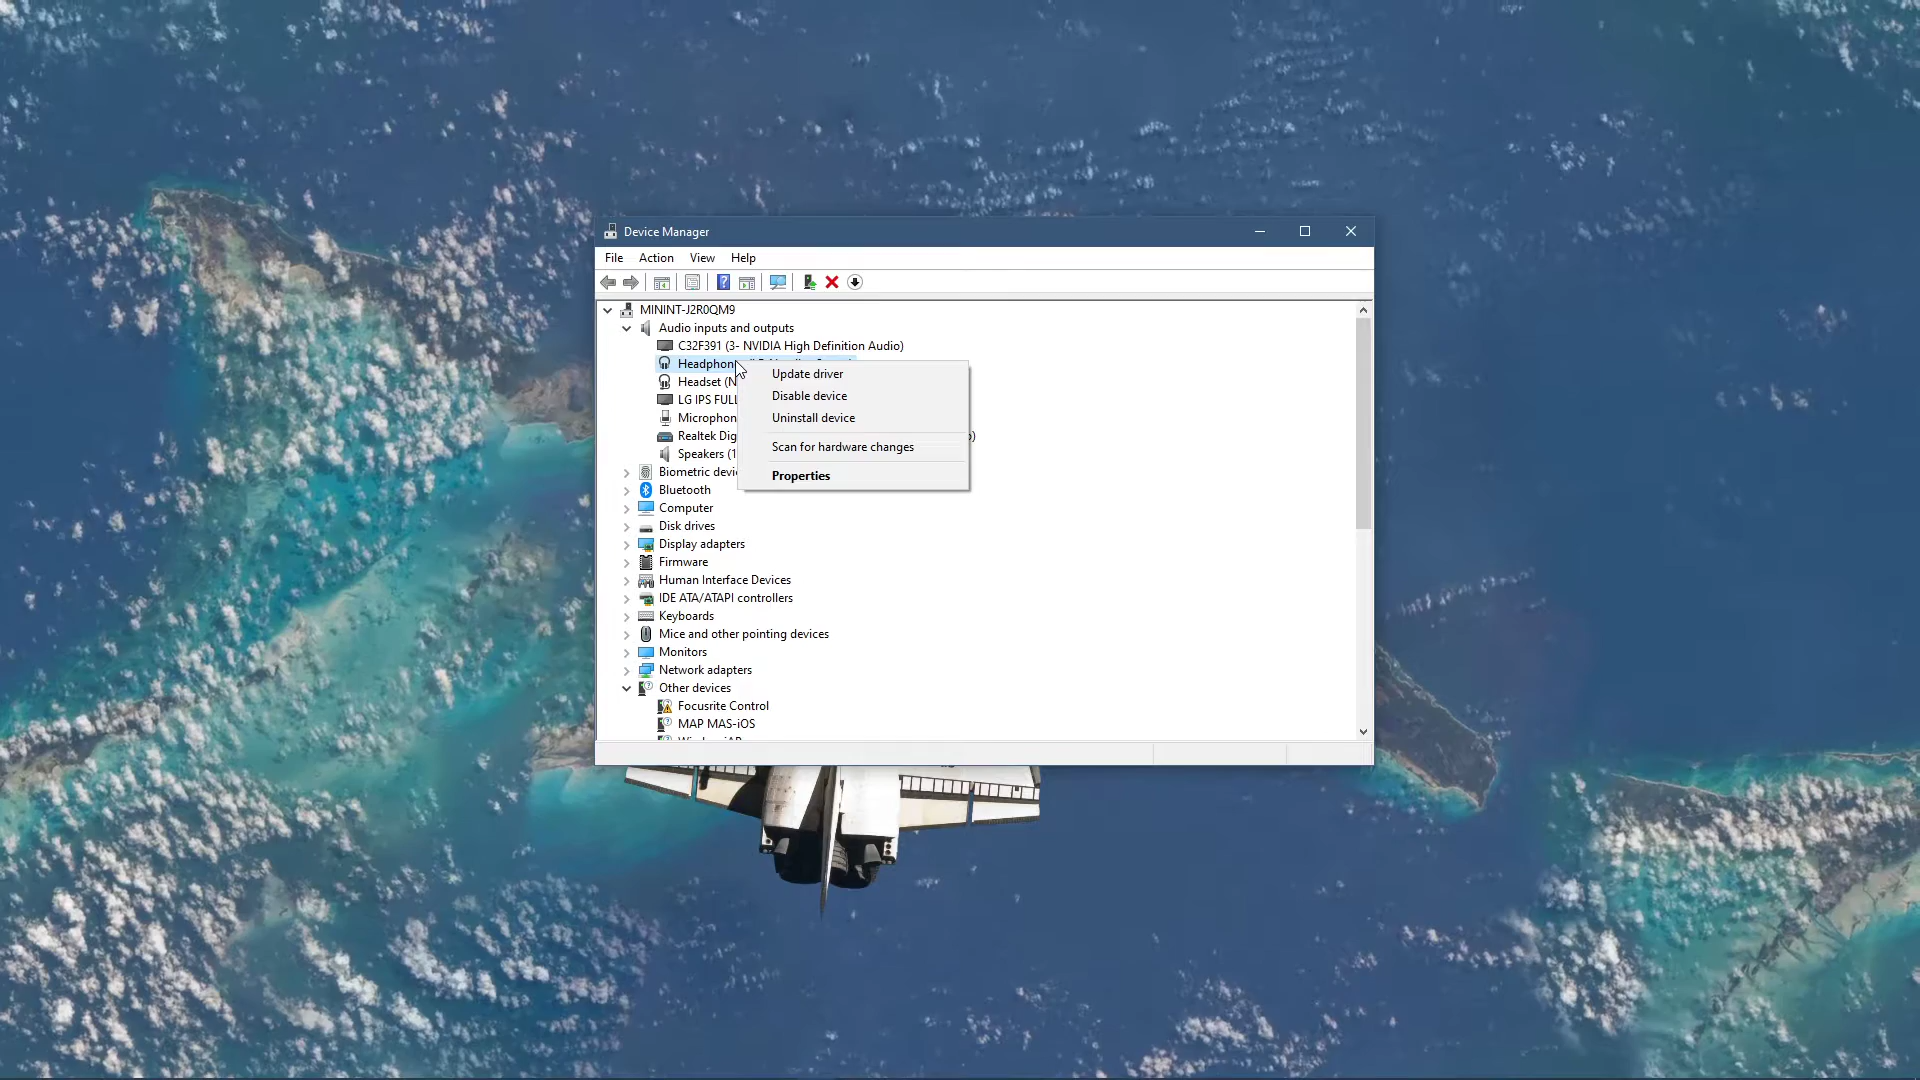 Device Manager
File Action View Help
MININT-J2R0QM9
Audio inputs and outputs
C32F391 (3- NVIDIA High Definition Audio)
Headphon
Headset (N
LG IPS FULL
Microphon
Realtek Dig
Speakers (1
Update driver
Disable device
Uninstall device
Scan for hardware changes
Properties
Biometric devi
Bluetooth
Computer
Disk drives
Display adapters
Firmware
Human Interface Devices
IDE ATA/ATAPI controllers
Keyboards
Mice and other pointing devices
Monitors
Network adapters
Other devices
Focusrite Control
MAP MAS-iOS